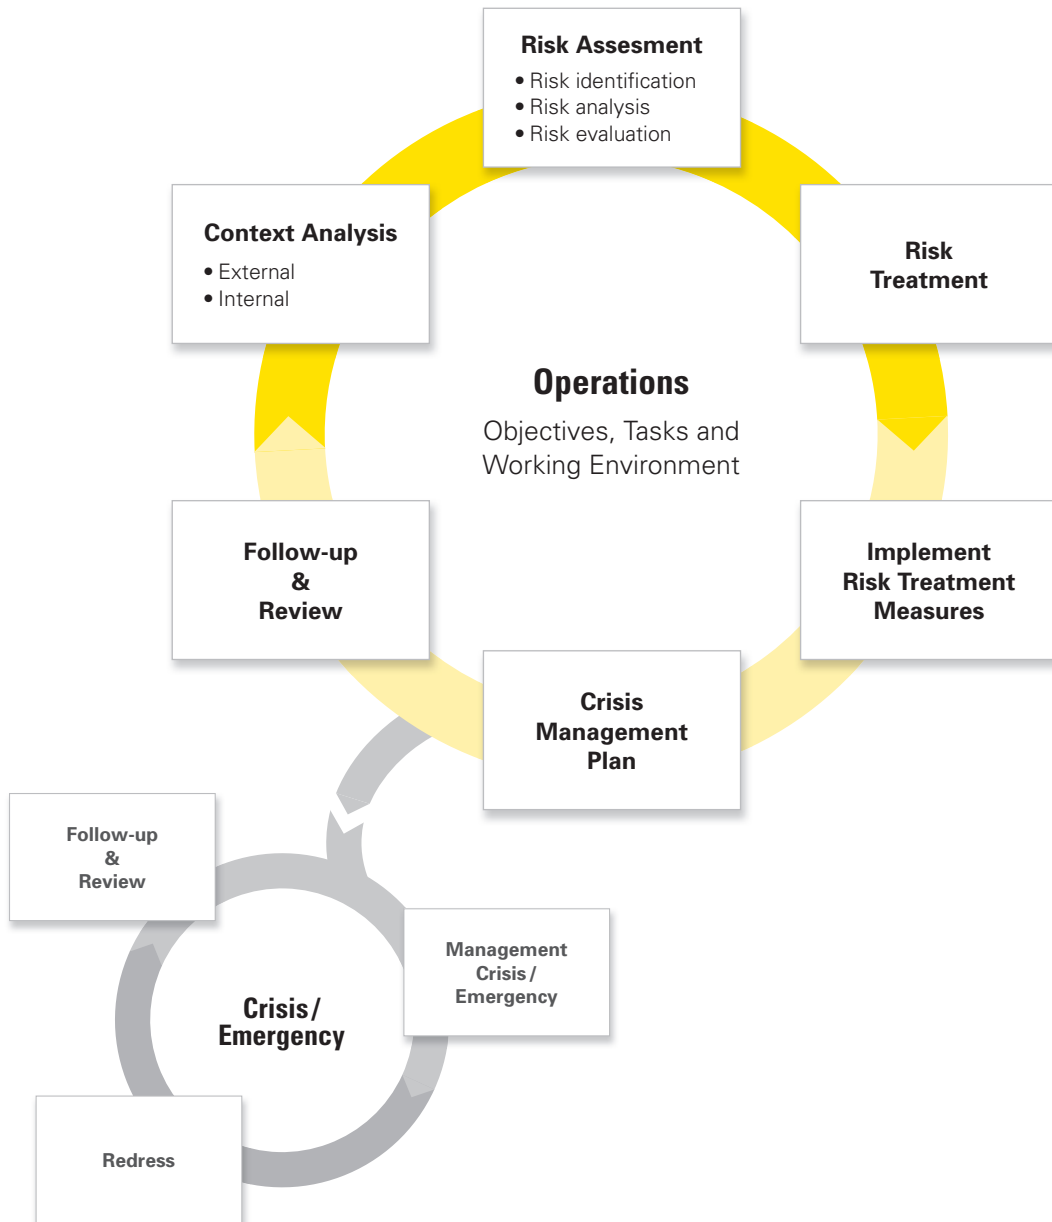 Risk Assesment
• Risk identification
• Risk analysis
• Risk evaluation
Context Analysis
• External
• Internal
Risk
Treatment
Operations
Objectives, Tasks and
Working Environment
Follow-up
&
Review
Implement
Risk Treatment
Measures
Crisis
Management
Plan
Follow-up
&
Review
Management
Crisis /
Emergency
Crisis /
Emergency
Redress